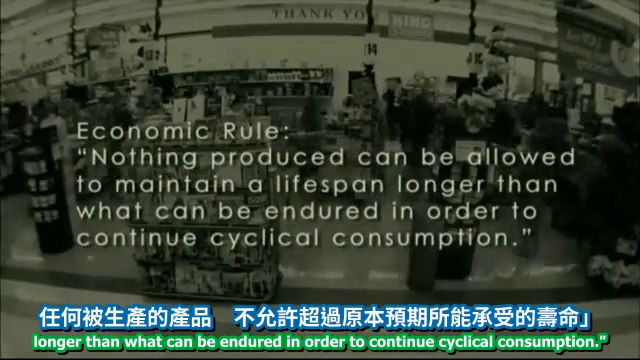 THANK YO
KING
14
Economic Rule:
"Nothing produced can be allowed
to maintain a lifespan longer than
what can be endured in order to
continue cyclical consumption."
任何被生產的產品　不允許超過原本預期所能承受的壽命」
longer than what can be endured in order to continue cyclical consumption."